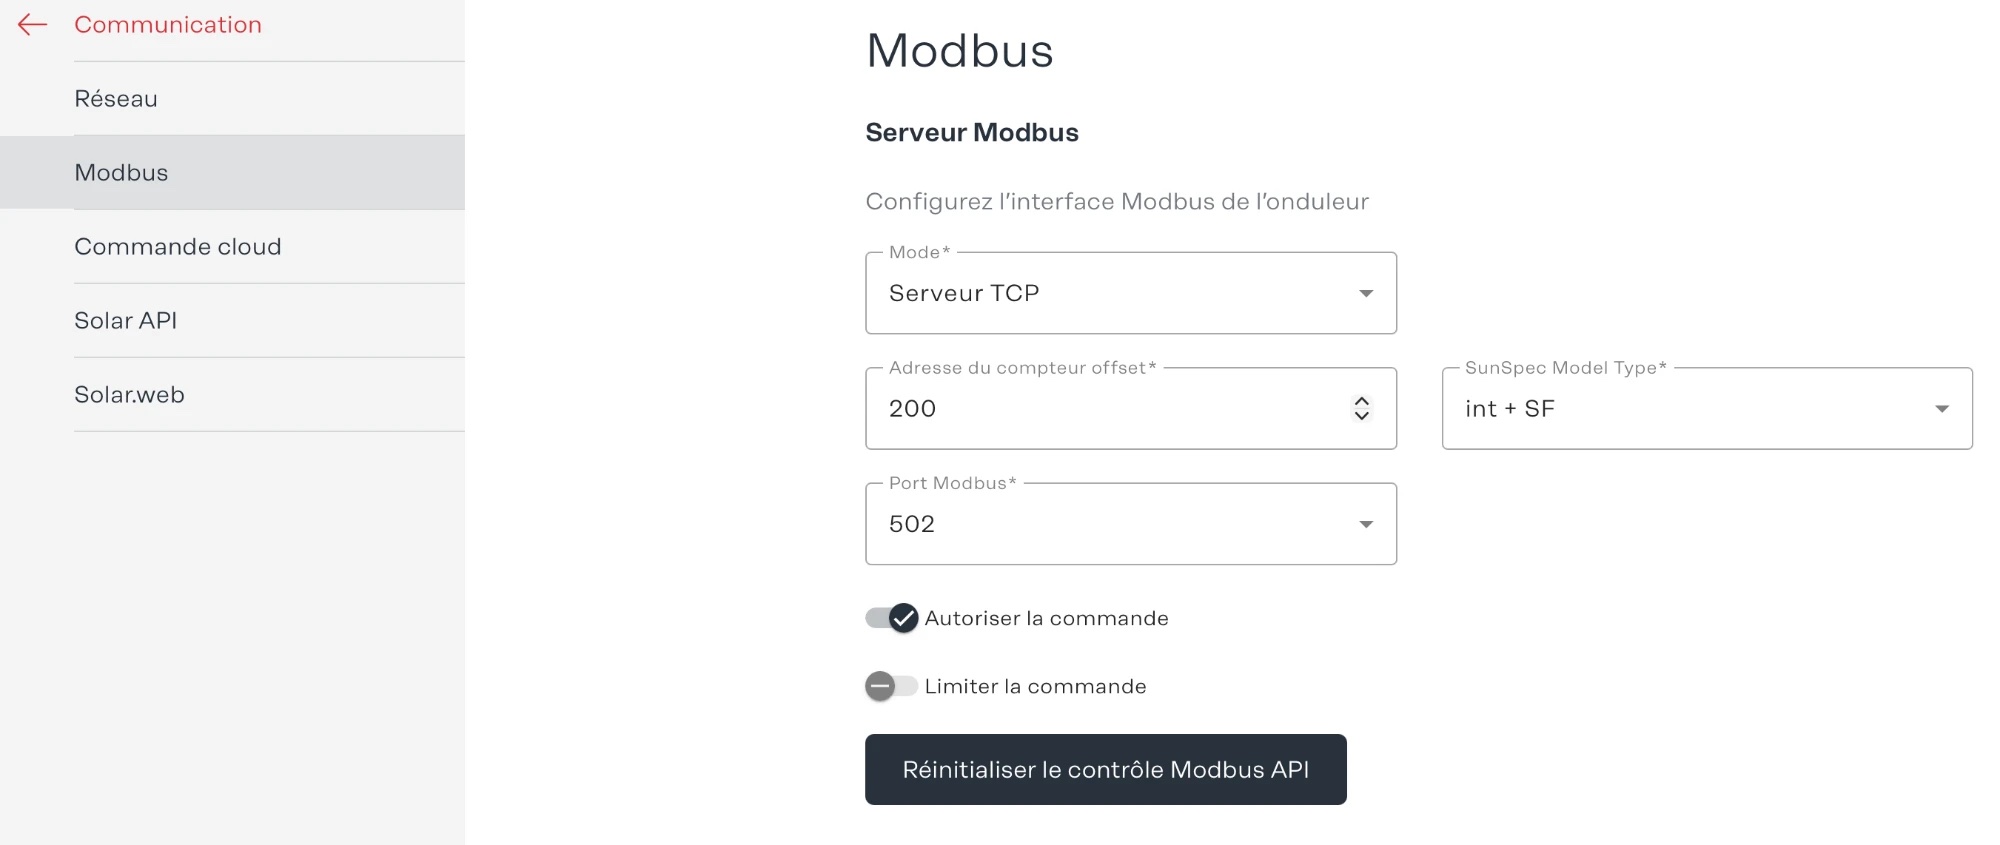 Communication
Réseau
Modbus
Commande cloud
Solar API
Solar.web
Modbus
Serveur Modbus
Configurez l’interface Modbus de l’onduleur
Mode*
Serveur TCP
Adresse du compteur offset*
200
SunSpec Model Type*
int + SF
Port Modbus*
502
Autoriser la commande
Limiter la commande
Réinitialiser le contrôle Modbus API